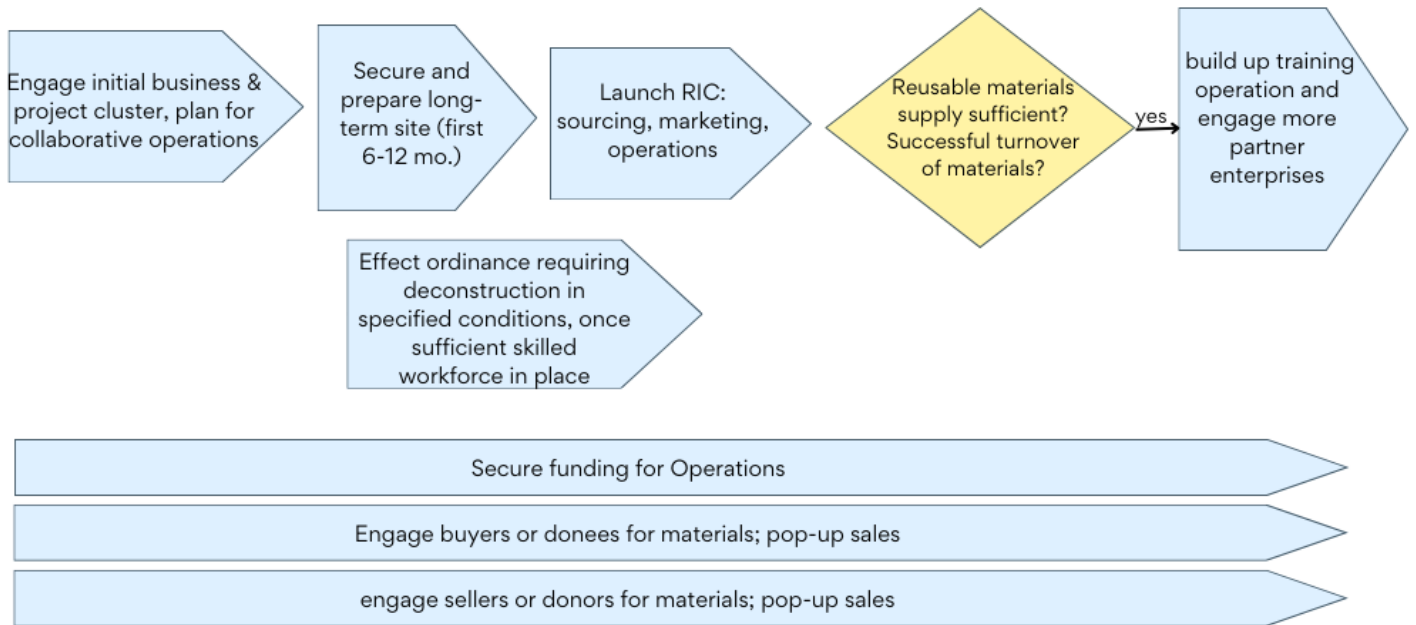 Engage initial business &
project cluster, plan for
collaborative operations
Secure and
prepare long-
term site (first
6-12 mo.)
Launch RIC:
sourcing, marketing,
operations
Reusable materials
supply sufficient?
Successful turnover
of materials?
yes
build up training
operation and
engage more
partner
enterprises
Effect ordinance requiring
deconstruction in
specified conditions, once
sufficient skilled
workforce in place
Secure funding for Operations
Engage buyers or donees for materials; pop-up sales
engage sellers or donors for materials; pop-up sales